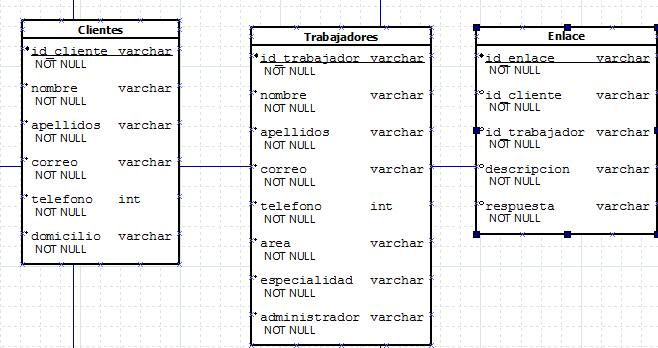 Clientes
id_cliente varchar
NOT NULL
nombre varchar
NOT NULL
apellidos varchar
NOT NULL
correo varchar
NOT NULL
telefono int
NOT NULL
domicilio varchar
NOT NULL
Trabajadores
id_trabajador varchar
NOT NULL
nombre varchar
NOT NULL
apellidos varchar
NOT NULL
correo varchar
NOT NULL
telefono int
NOT NULL
area varchar
NOT NULL
especialidad varchar
NOT NULL
administrador varchar
NOT NULL
Enlace
id_enlace varchar
NOT NULL
id_cliente varchar
NOT NULL
id_trabajador varchar
NOT NULL
descripcion varchar
NOT NULL
respuesta varchar
NOT NULL